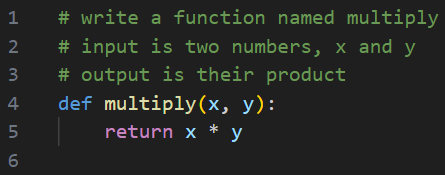 1 # write a function named multiply
2 # input is two numbers, x and y
3 # output is their product
4 def multiply(x, y):
5     return x * y
6